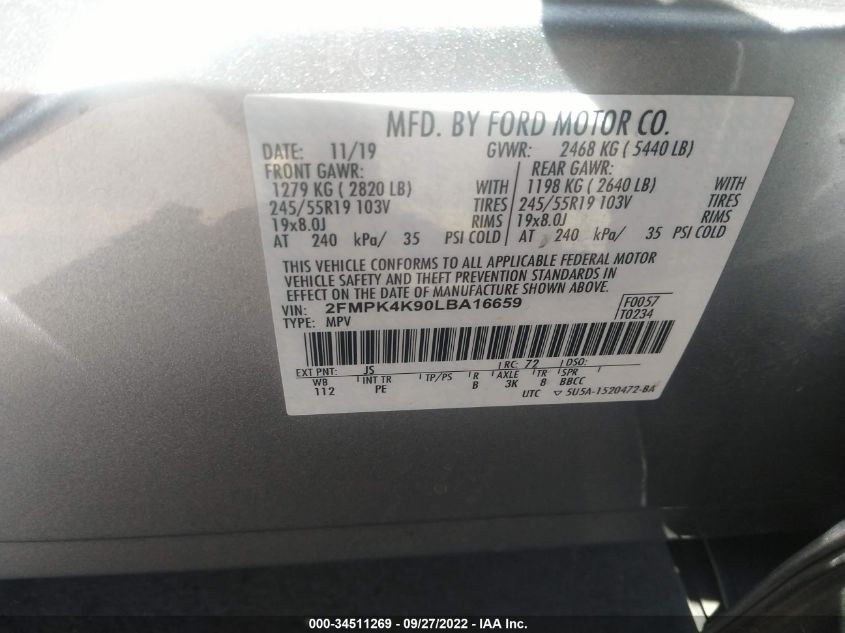 MFD. BY FORD MOTOR CO.
DATE: 11/19 GVWR: 2468 KG ( 5440 LB)
FRONT GAWR: REAR GAWR:
1279 KG ( 2820 LB) WITH 1198 KG ( 2640 LB) WITH
245/55R19 103V TIRES 245/55R19 103V TIRES
19x8.0J RIMS 19x8.0J RIMS
AT 240 kPa/ 35 PSI COLD AT 240 kPa/ 35 PSI COLD
THIS VEHICLE CONFORMS TO ALL APPLICABLE FEDERAL MOTOR
VEHICLE SAFETY AND THEFT PREVENTION STANDARDS IN
EFFECT ON THE DATE OF MANUFACTURE SHOWN ABOVE.
VIN: 2FMPK4K90LBA16659 F0057
TYPE: MPV T0234
EXT PNT: JS RC: 72 DSO:
WB INT TR TP/PS R AXLE TR SPR
112 PE B 3K 8 BBCC
UTC ▽ 5U5A-1520472-BA
000-34511269 - 09/27/2022 - IAA Inc.